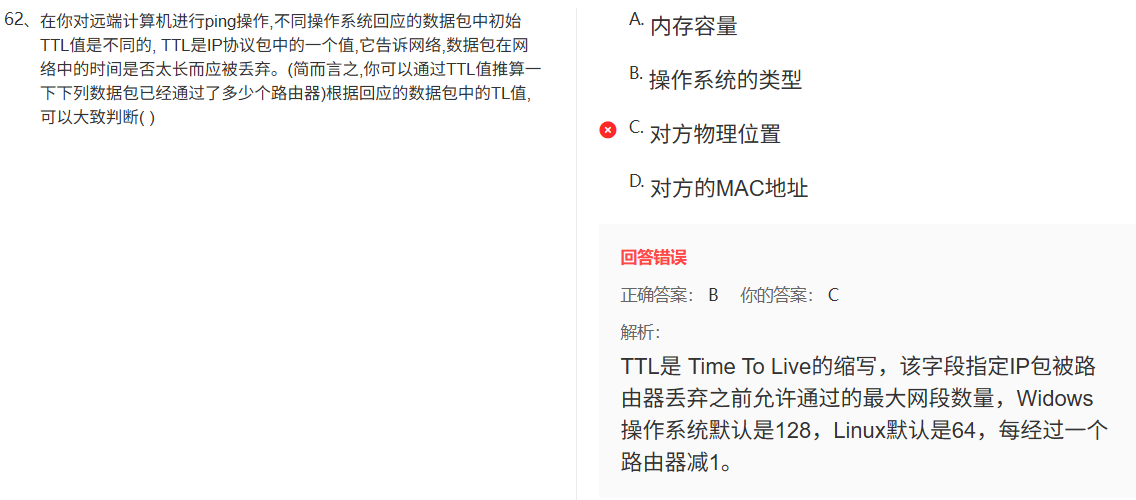 62、在你对远端计算机进行ping操作,不同操作系统回应的数据包中初始
TTL值是不同的, TTL是IP协议包中的一个值,它告诉网络,数据包在网
络中的时间是否太长而应被丢弃。(简而言之,你可以通过TTL值推算一
下下列数据包已经通过了多少个路由器)根据回应的数据包中的TL值,
可以大致判断( )
A. 内存容量
B. 操作系统的类型
C. 对方物理位置
D. 对方的MAC地址
回答错误
正确答案： B 你的答案： C
解析：
TTL是 Time To Live的缩写，该字段指定IP包被路
由器丢弃之前允许通过的最大网段数量，Widows
操作系统默认是128，Linux默认是64，每经过一个
路由器减1。